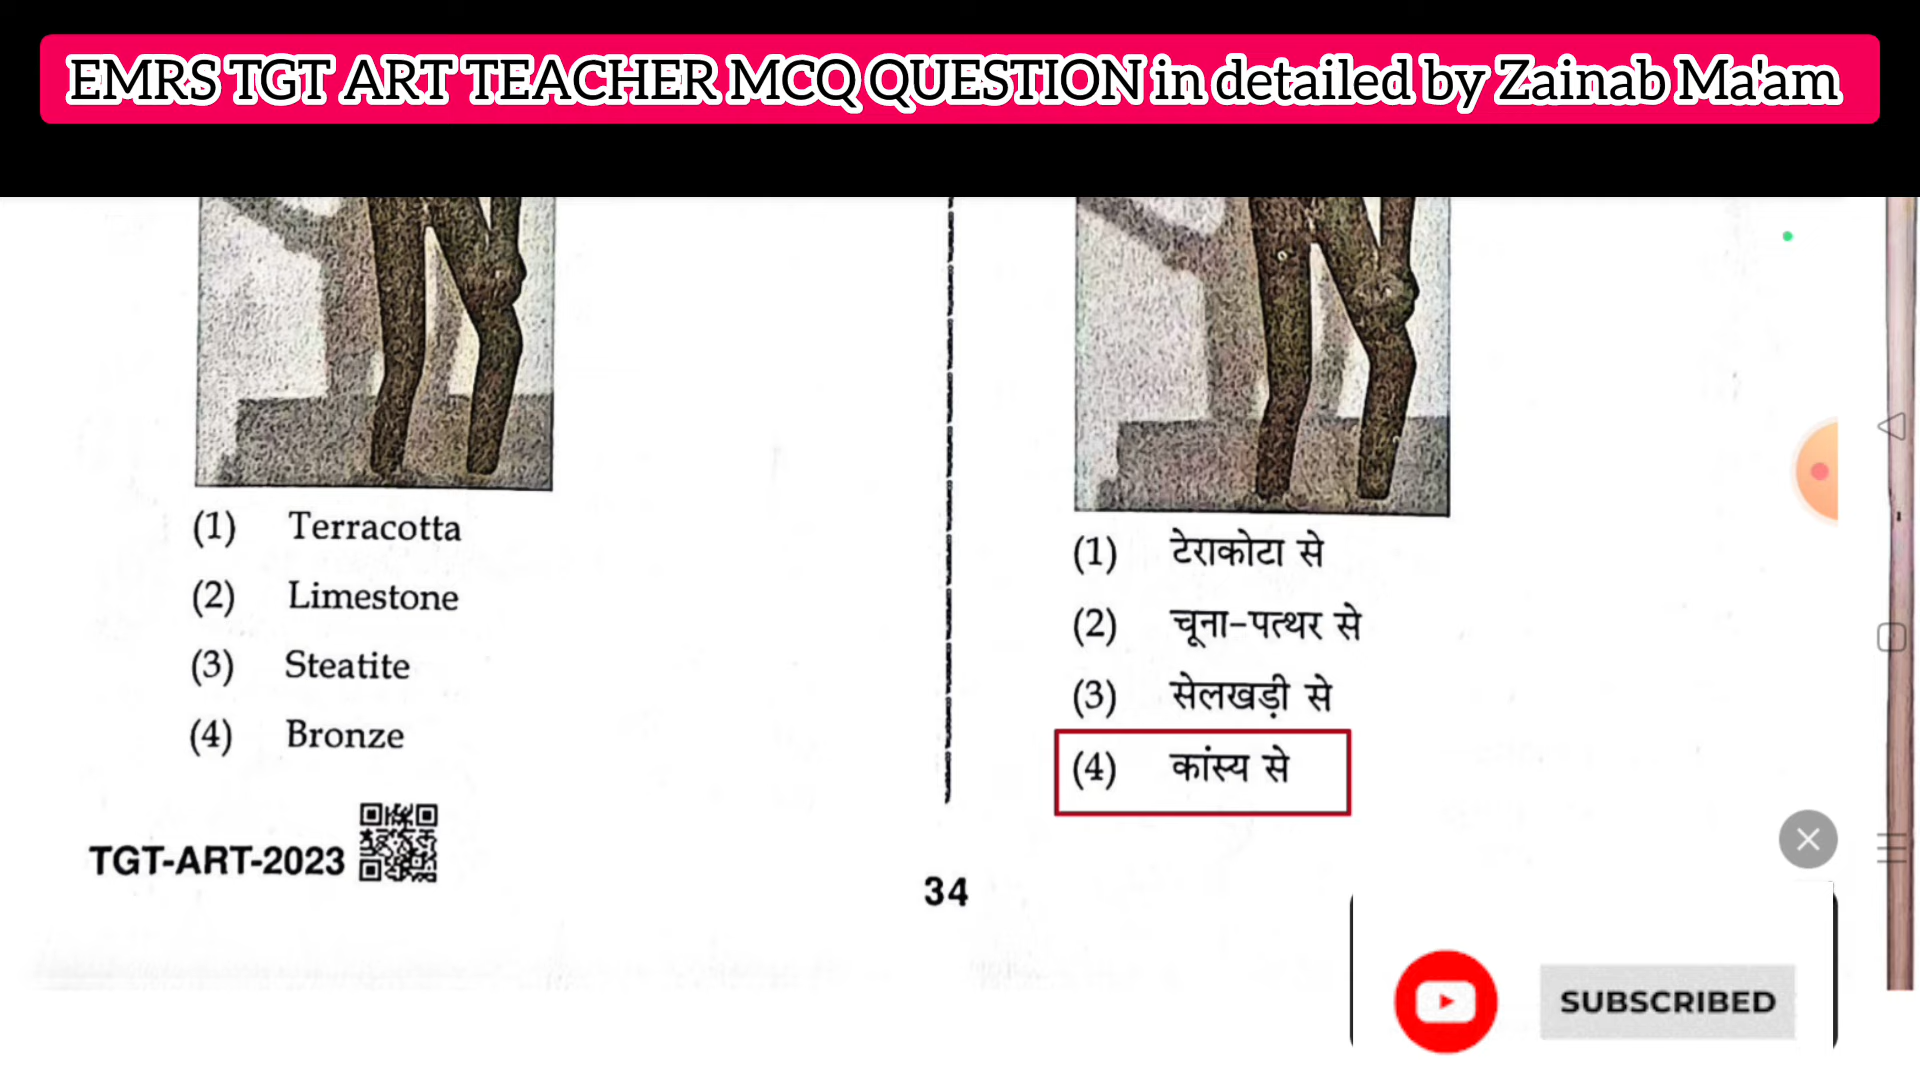 EMRS TGT ART TEACHER MCQ QUESTION in detailed by Zainab Ma'am
(1) Terracotta
(2) Limestone
(3) Steatite
(4) Bronze
(1) टेराकोटा से
(2) चूना-पत्थर से
(3) सेलखड़ी से
(4) कांस्य से
TGT-ART-2023
34
SUBSCRIBED